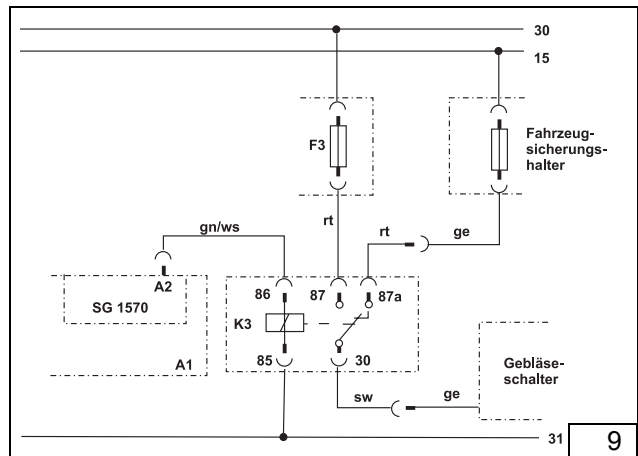 30
15
F3
Fahrzeug-
sicherungs-
halter
rt
rt
ge
gn/ws
A2
SG 1570
A1
86
87
87a
K3
85
30
Gebläse-
schalter
sw
ge
31
9